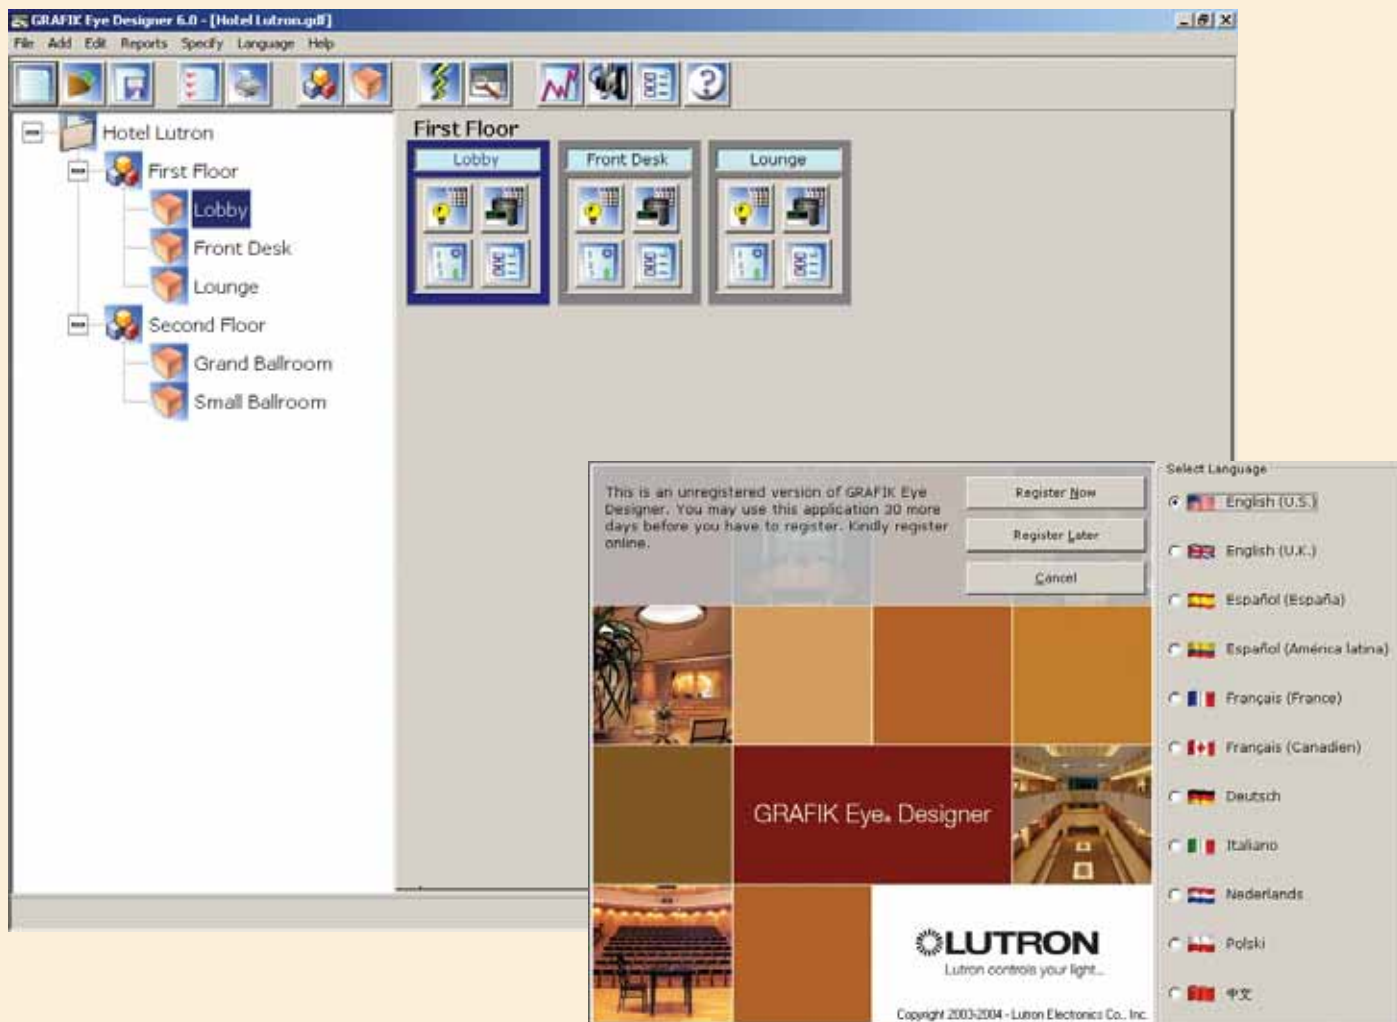 GRAFIK Eye Designer 6.0 - [Hotel Lutron.gdf]
File Add Edit Reports Specify Language Help
Hotel Lutron
First Floor
Lobby
Front Desk
Lounge
Second Floor
Grand Ballroom
Small Ballroom
First Floor
Lobby
Front Desk
Lounge
This is an unregistered version of GRAFIK Eye
Designer. You may use this application 30 more
days before you have to register. Kindly register
online.
Register Now
Register Later
Cancel
GRAFIK Eye® Designer
LUTRON
Lutron controls your light...
Copyright 2003-2004 - Lutron Electronics Co., Inc.
Select Language
English (U.S.)
English (U.K.)
Español (España)
Español (América latina)
Français (France)
Français (Canadien)
Deutsch
Italiano
Nederlands
Polski
中文